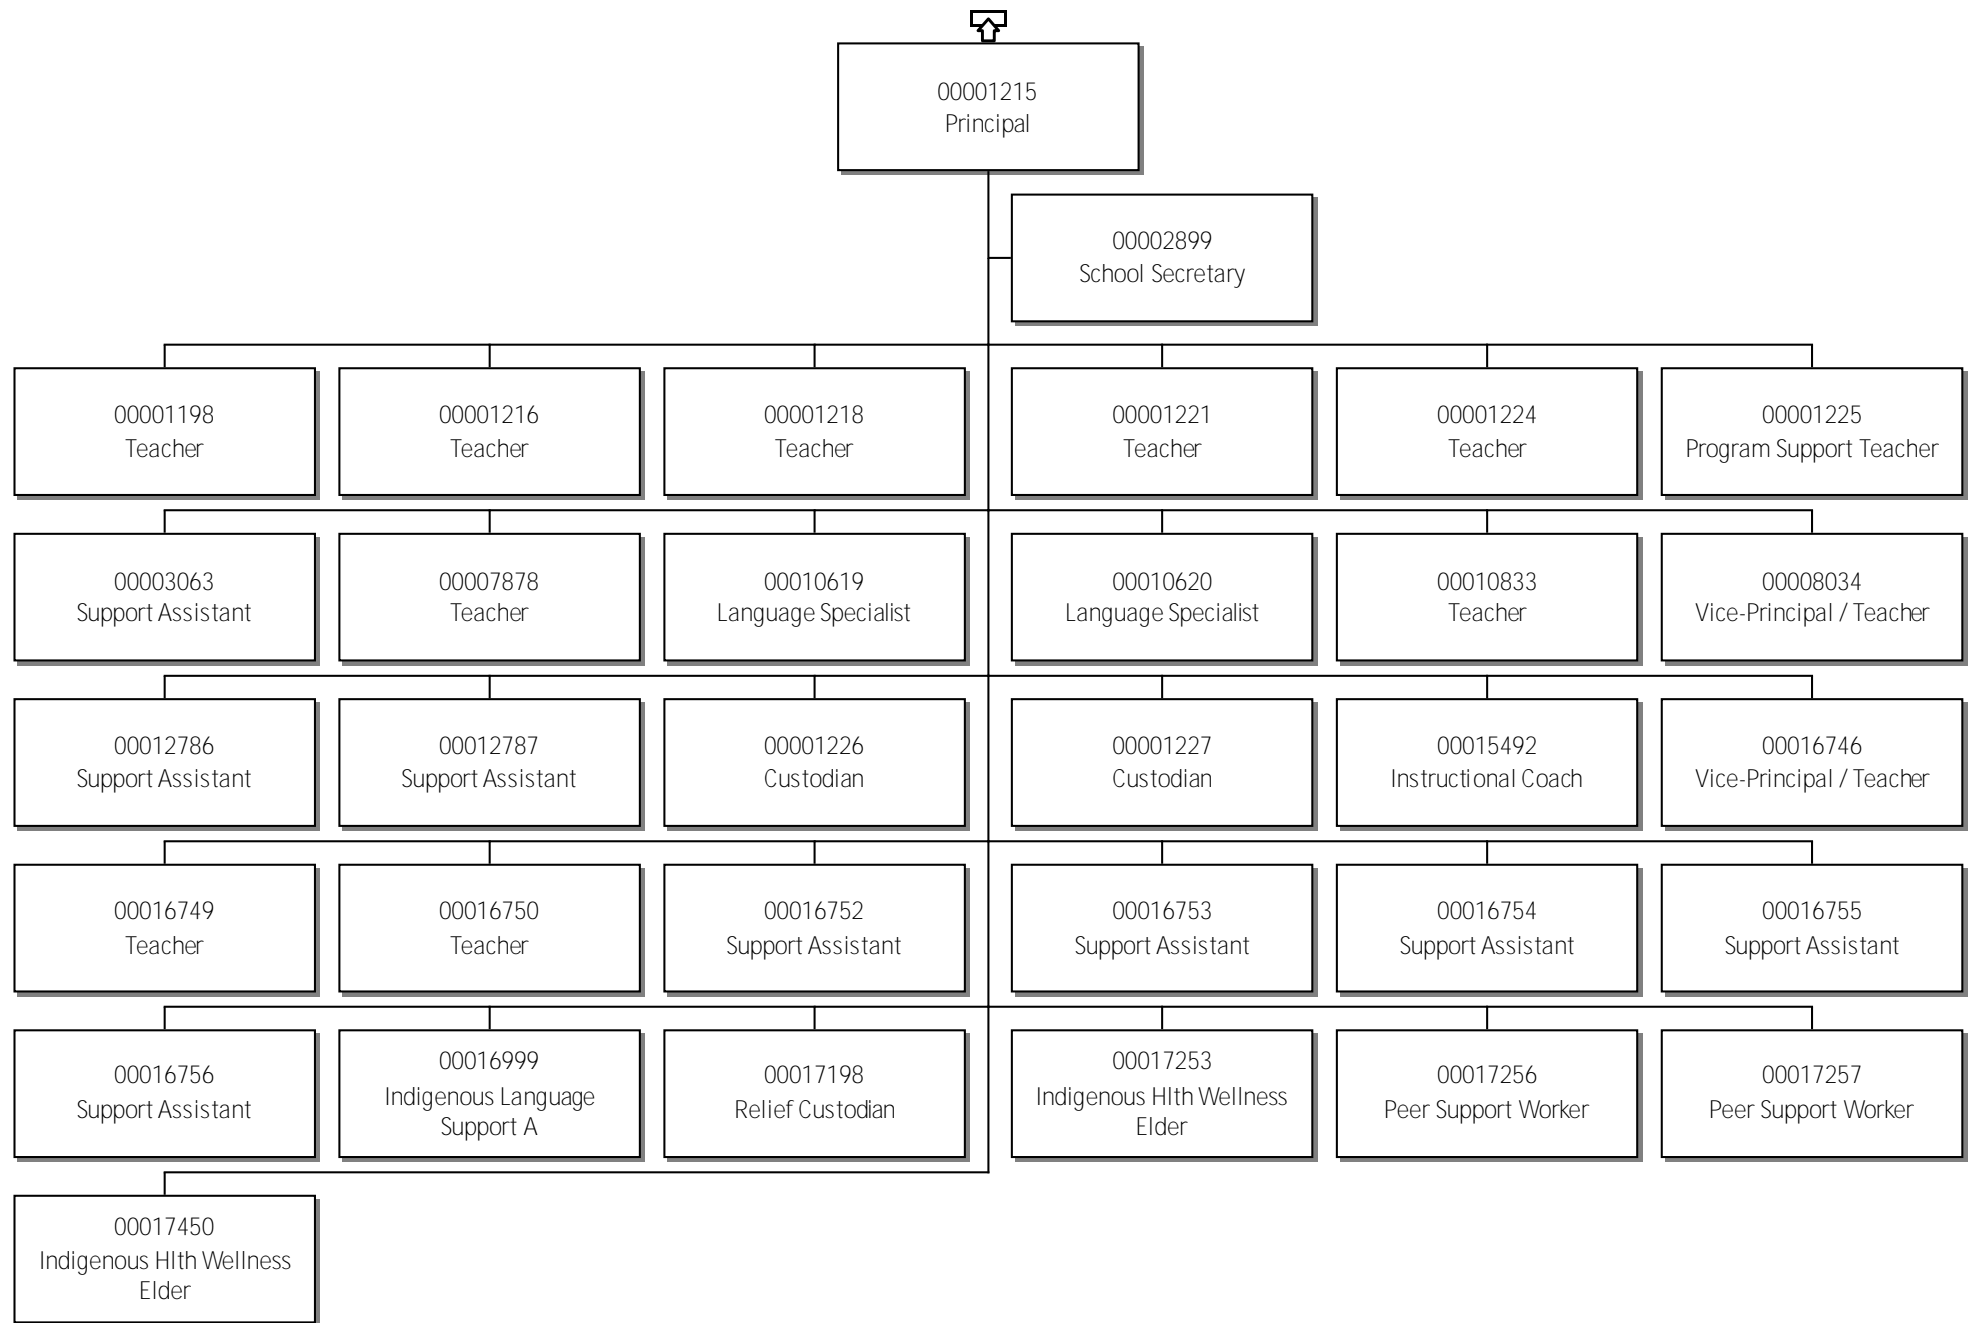 00001215
Principal
00002899
School Secretary
00001198
Teacher
00001216
Teacher
00001218
Teacher
00001221
Teacher
00001224
Teacher
00001225
Program Support Teacher
00003063
Support Assistant
00007878
Teacher
00010619
Language Specialist
00010620
Language Specialist
00010833
Teacher
00008034
Vice-Principal / Teacher
00012786
Support Assistant
00012787
Support Assistant
00001226
Custodian
00001227
Custodian
00015492
Instructional Coach
00016746
Vice-Principal / Teacher
00016749
Teacher
00016750
Teacher
00016752
Support Assistant
00016753
Support Assistant
00016754
Support Assistant
00016755
Support Assistant
00016756
Support Assistant
00016999
Indigenous Language
Support A
00017198
Relief Custodian
00017253
Indigenous Hlth Wellness
Elder
00017256
Peer Support Worker
00017257
Peer Support Worker
00017450
Indigenous Hlth Wellness
Elder